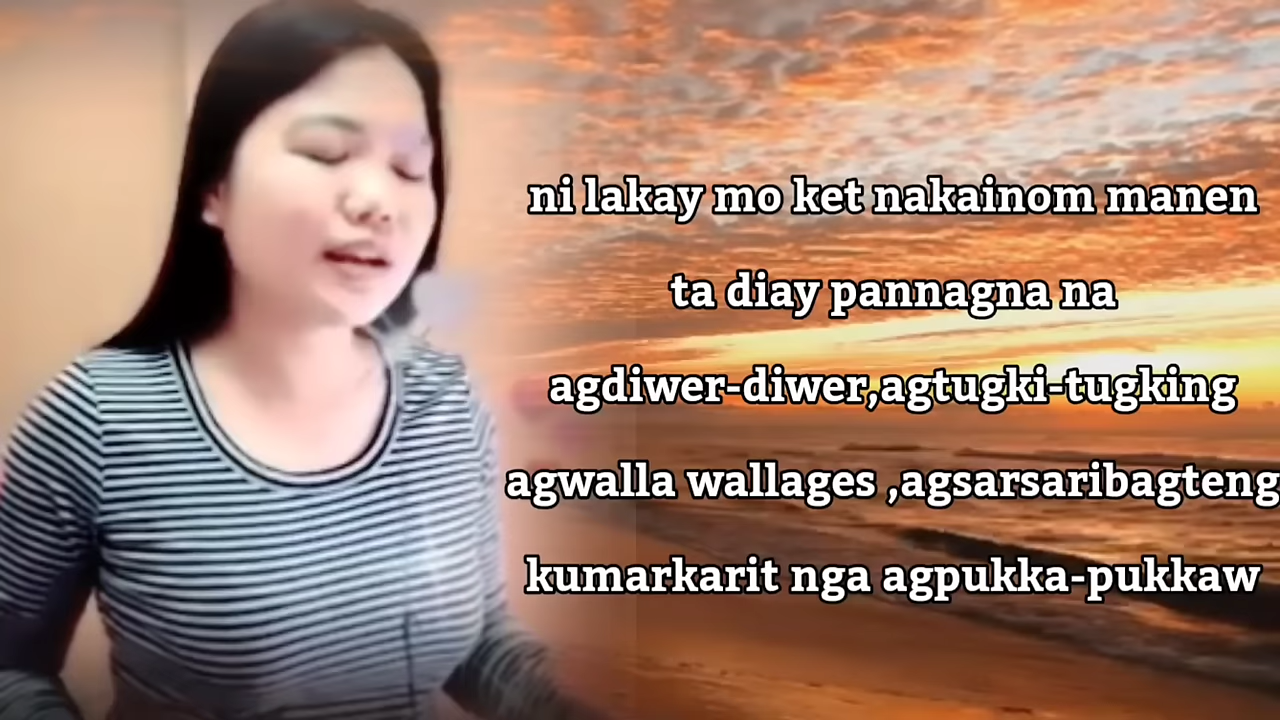 ni lakay mo ket nakainom manen
ta diay pannagna na
agdiwer-diwer,agtugki-tugking
agwalla wallages ,agsarsaribagteng
kumarkarit nga agpukka-pukkaw